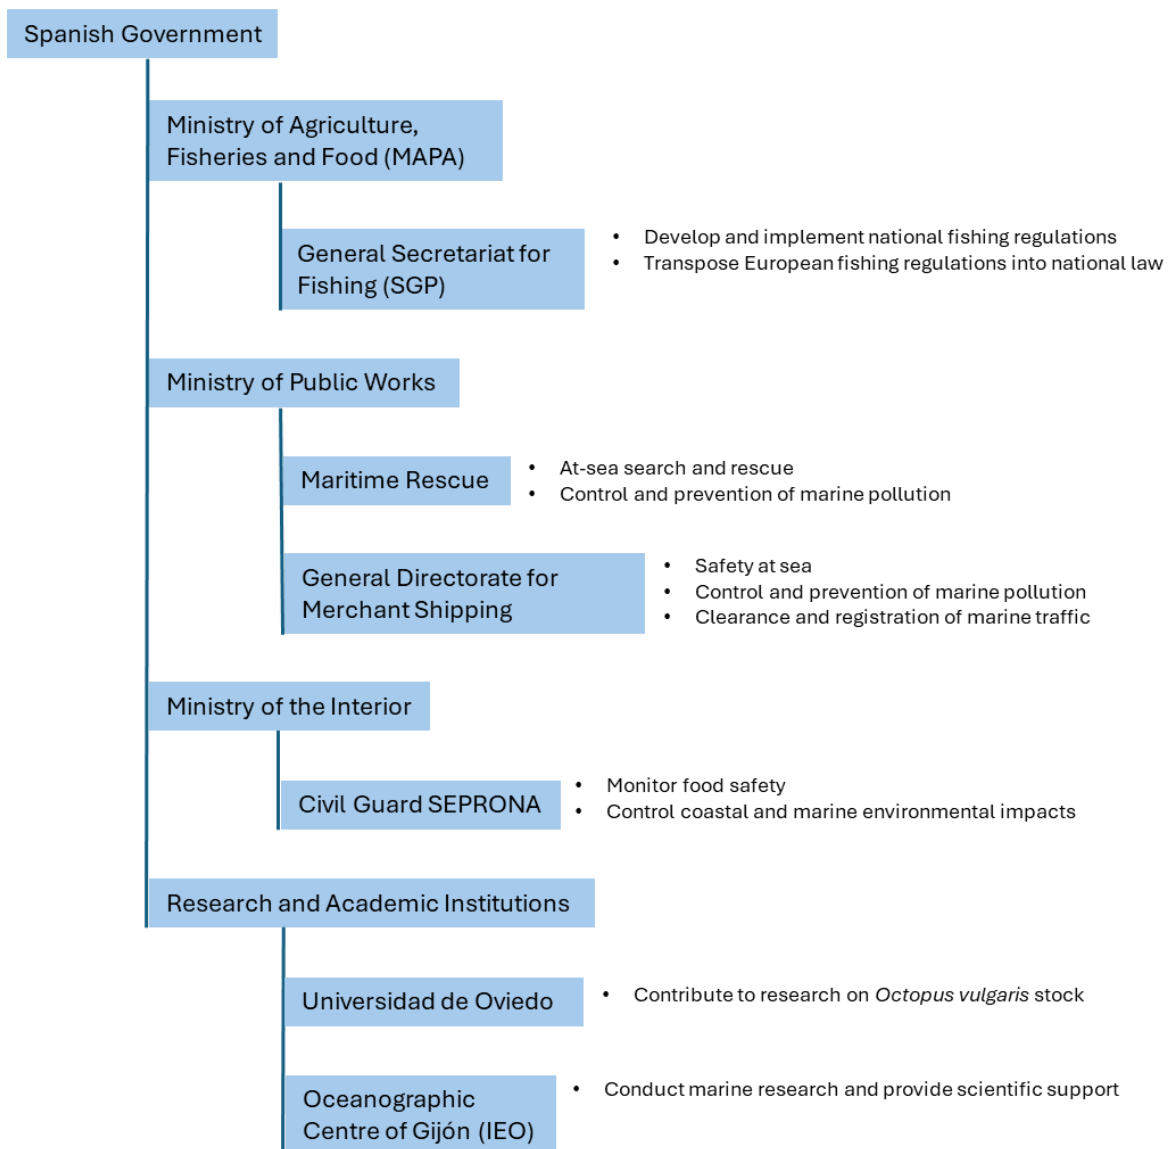 Spanish Government
Ministry of Agriculture,
Fisheries and Food (MAPA)
General Secretariat for
Fishing (SGP)
• Develop and implement national fishing regulations
• Transpose European fishing regulations into national law
Ministry of Public Works
Maritime Rescue
• At-sea search and rescue
• Control and prevention of marine pollution
General Directorate for
Merchant Shipping
• Safety at sea
• Control and prevention of marine pollution
• Clearance and registration of marine traffic
Ministry of the Interior
Civil Guard SEPRONA
• Monitor food safety
• Control coastal and marine environmental impacts
Research and Academic Institutions
Universidad de Oviedo
• Contribute to research on Octopus vulgaris stock
Oceanographic
Centre of Gijón (IEO)
• Conduct marine research and provide scientific support